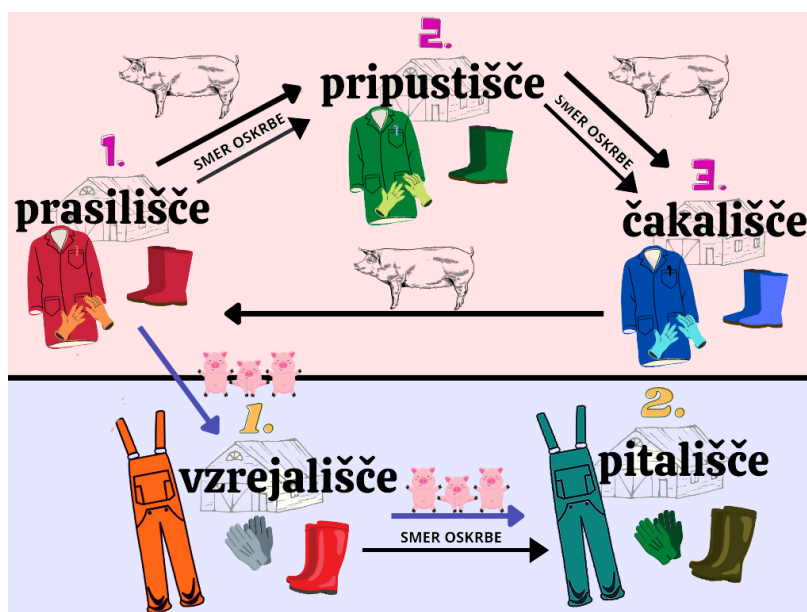 2.
pripustišče
SMER OSKRBE
SMER OSKRBE
1.
prasilišče
3.
čakališče
1.
vzrejališče
2.
pitališče
SMER OSKRBE